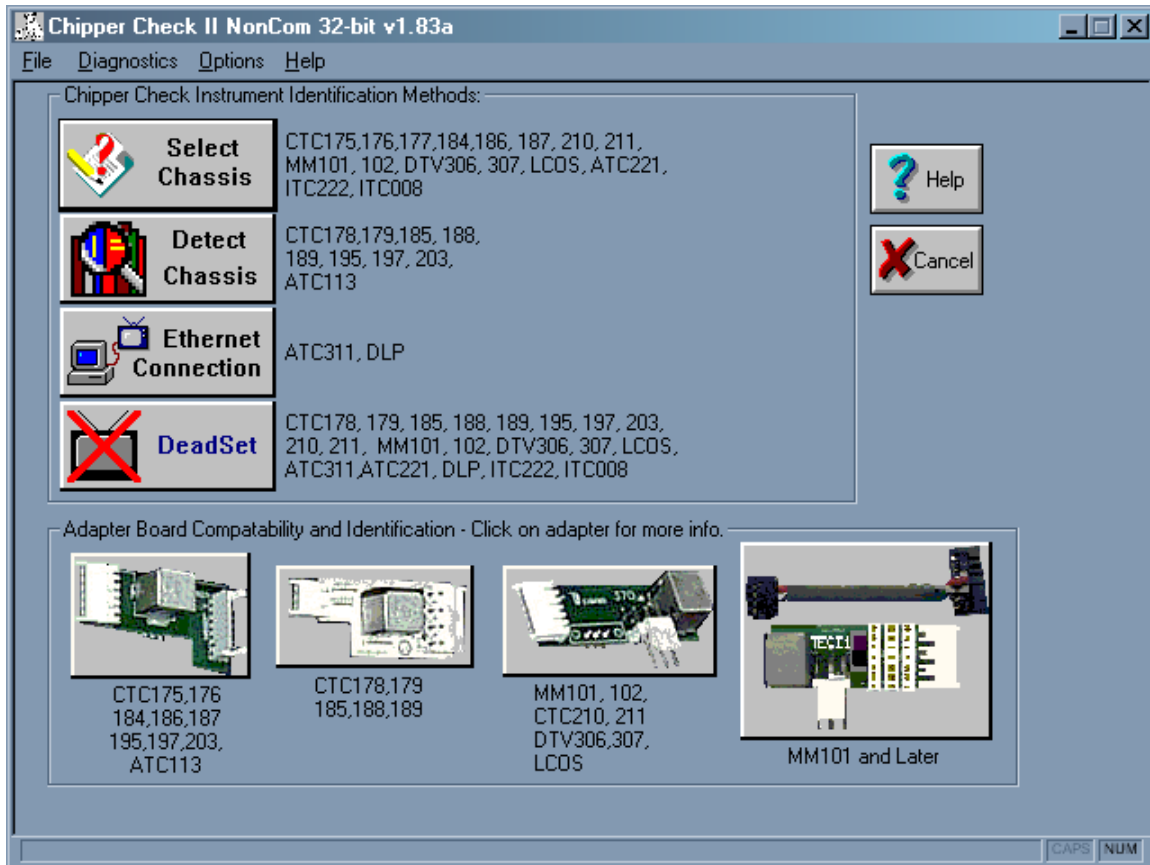 Chipper Check II NonCom 32-bit v1.83a
File Diagnostics Options Help
Chipper Check Instrument Identification Methods:
Select
Chassis
CTC175,176,177,184,186, 187, 210, 211,
MM101, 102, DTV306, 307, LCOS, ATC221,
ITC222, ITC008
Help
Detect
Chassis
CTC178,179,185, 188,
189, 195, 197, 203,
ATC113
Cancel
Ethernet
Connection
ATC311, DLP
DeadSet
CTC178, 179, 185, 188, 189, 195, 197, 203,
210, 211, MM101, 102, DTV306, 307, LCOS,
ATC311,ATC221, DLP, ITC222, ITC008
Adapter Board Compatability and Identification - Click on adapter for more info.
CTC175,176
184,186,187
195,197,203,
ATC113
CTC178,179
185,188,189
MM101, 102,
CTC210, 211
DTV306,307,
LCOS
TECI1
MM101 and Later
CAPS NUM